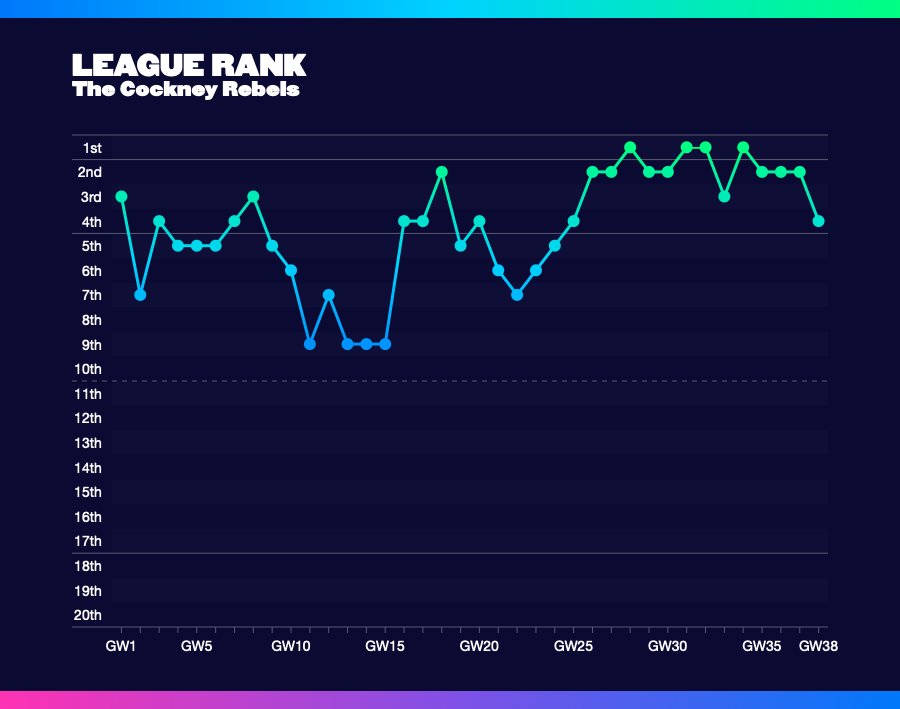 LEAGUE RANK
The Cockney Rebels
1st
2nd
3rd
4th
5th
6th
7th
8th
9th
10th
11th
12th
13th
14th
15th
16th
17th
18th
19th
20th
GW1 GW5 GW10 GW15 GW20 GW25 GW30 GW35 GW38